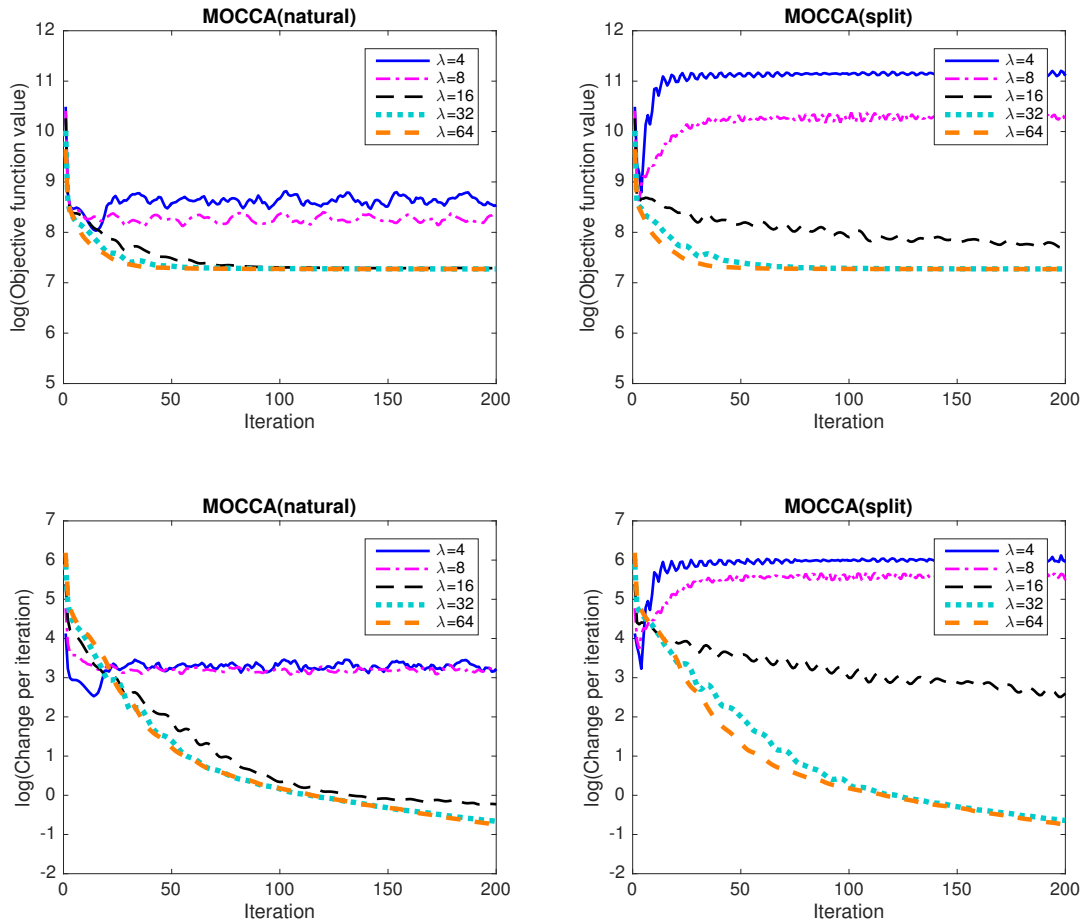 MOCCA(natural)
log(Objective function value)
12
11
10
9
8
7
6
5
λ=4
λ=8
λ=16
λ=32
λ=64
0
50
100
150
200
Iteration
MOCCA(split)
log(Objective function value)
12
11
10
9
8
7
6
5
λ=4
λ=8
λ=16
λ=32
λ=64
0
50
100
150
200
Iteration
MOCCA(natural)
log(Change per iteration)
7
6
5
4
3
2
1
0
-1
-2
λ=4
λ=8
λ=16
λ=32
λ=64
0
50
100
150
200
Iteration
MOCCA(split)
log(Change per iteration)
7
6
5
4
3
2
1
0
-1
-2
λ=4
λ=8
λ=16
λ=32
λ=64
0
50
100
150
200
Iteration